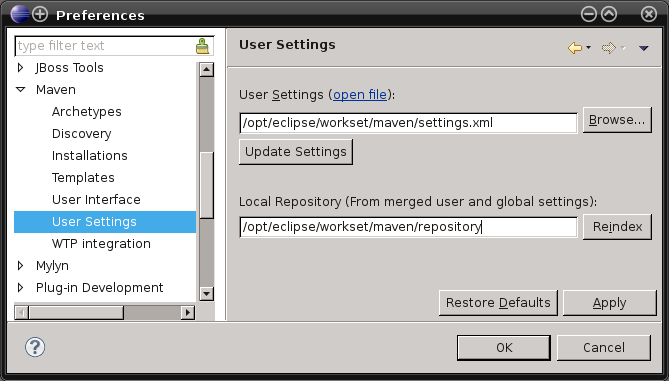 Preferences
type filter text
JBoss Tools
Maven
Archetypes
Discovery
Installations
Templates
User Interface
User Settings
WTP integration
Mylyn
Plug-in Development
User Settings
User Settings (open file):
/opt/eclipse/workset/maven/settings.xml
Browse...
Update Settings
Local Repository (From merged user and global settings):
/opt/eclipse/workset/maven/repository
Reindex
Restore Defaults
Apply
?
OK
Cancel